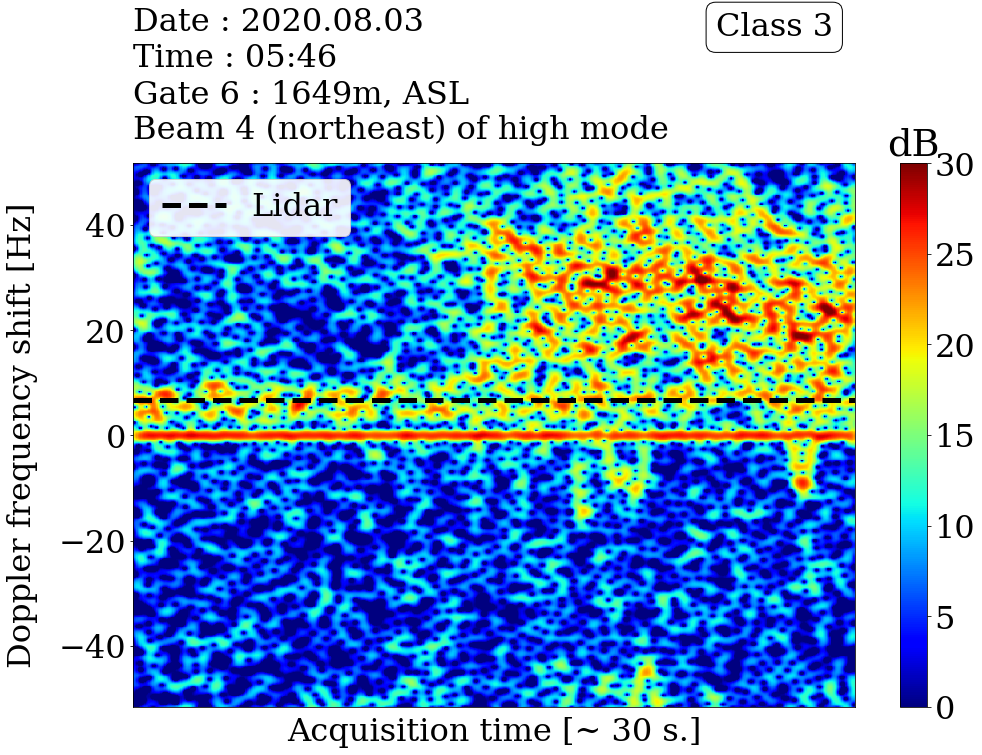 Date : 2020.08.03
Time : 05:46
Gate 6 : 1649m, ASL
Beam 4 (northeast) of high mode
Class 3
dB
Lidar
Doppler frequency shift [Hz]
40
20
0
−20
−40
30
25
20
15
10
5
0
Acquisition time [~ 30 s.]